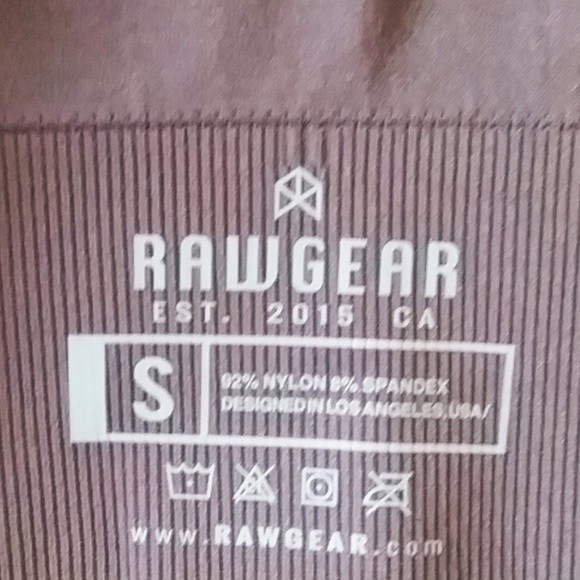 RAWGEAR
EST. 2015 CA
S
92% NYLON 8% SPANDEX
DESIGNED IN LOS ANGELES, USA/
www.RAWGEAR.com